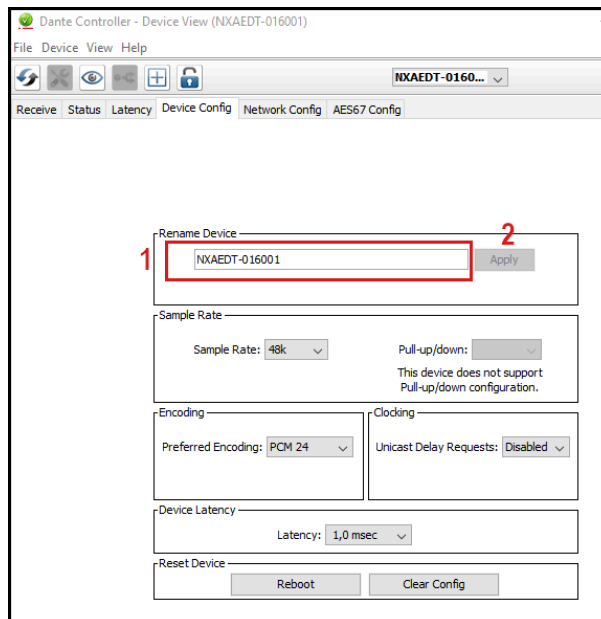 Dante Controller - Device View (NXAEDT-016001)
File Device View Help
NXAEDT-0160...
Receive Status Latency Device Config Network Config AES67 Config
Rename Device
1 NXAEDT-016001 Apply 2
Sample Rate
Sample Rate: 48k Pull-up/down:
This device does not support
Pull-up/down configuration.
Encoding Clocking
Preferred Encoding: PCM 24 Unicast Delay Requests: Disabled
Device Latency
Latency: 1,0 msec
Reset Device
Reboot Clear Config